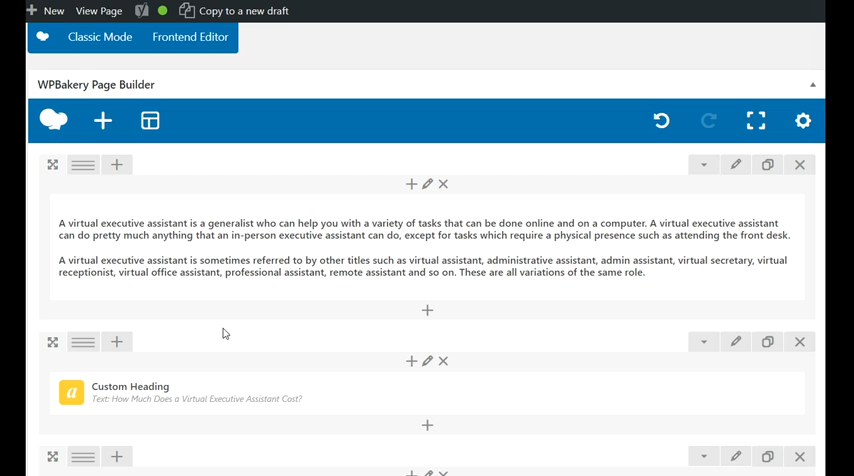 New View Page Copy to a new draft
Classic Mode Frontend Editor
WPBakery Page Builder
A virtual executive assistant is a generalist who can help you with a variety of tasks that can be done online and on a computer. A virtual executive assistant
can do pretty much anything that an in-person executive assistant can do, except for tasks which require a physical presence such as attending the front desk.
A virtual executive assistant is sometimes referred to by other titles such as virtual assistant, administrative assistant, admin assistant, virtual secretary, virtual
receptionist, virtual office assistant, professional assistant, remote assistant and so on. These are all variations of the same role.
a
Custom Heading
Text: How Much Does a Virtual Executive Assistant Cost?